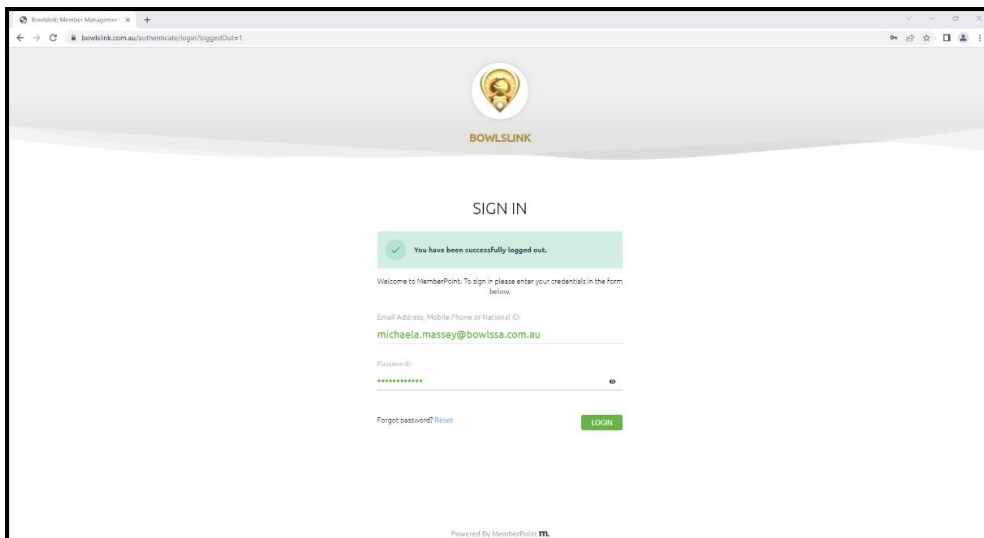 Bowlslink: Member Managemen
bowlslink.com.au/authenticate/login?loggedOut=1
BOWLSLINK
SIGN IN
You have been successfully logged out.
Welcome to MemberPoint. To sign in please enter your credentials in the form
below.
Email Address, Mobile Phone or National ID:
michaela.massey@bowlssa.com.au
Password:
••••••••••••
Forgot password? Reset
LOGIN
Powered By MemberPoint m.